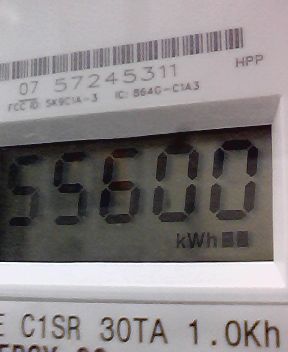 HPP
07 57245311
FCC ID: SK9C1A-3 IC: 864G-C1A3
55600
kWh
C1SR 30TA 1.0Kh